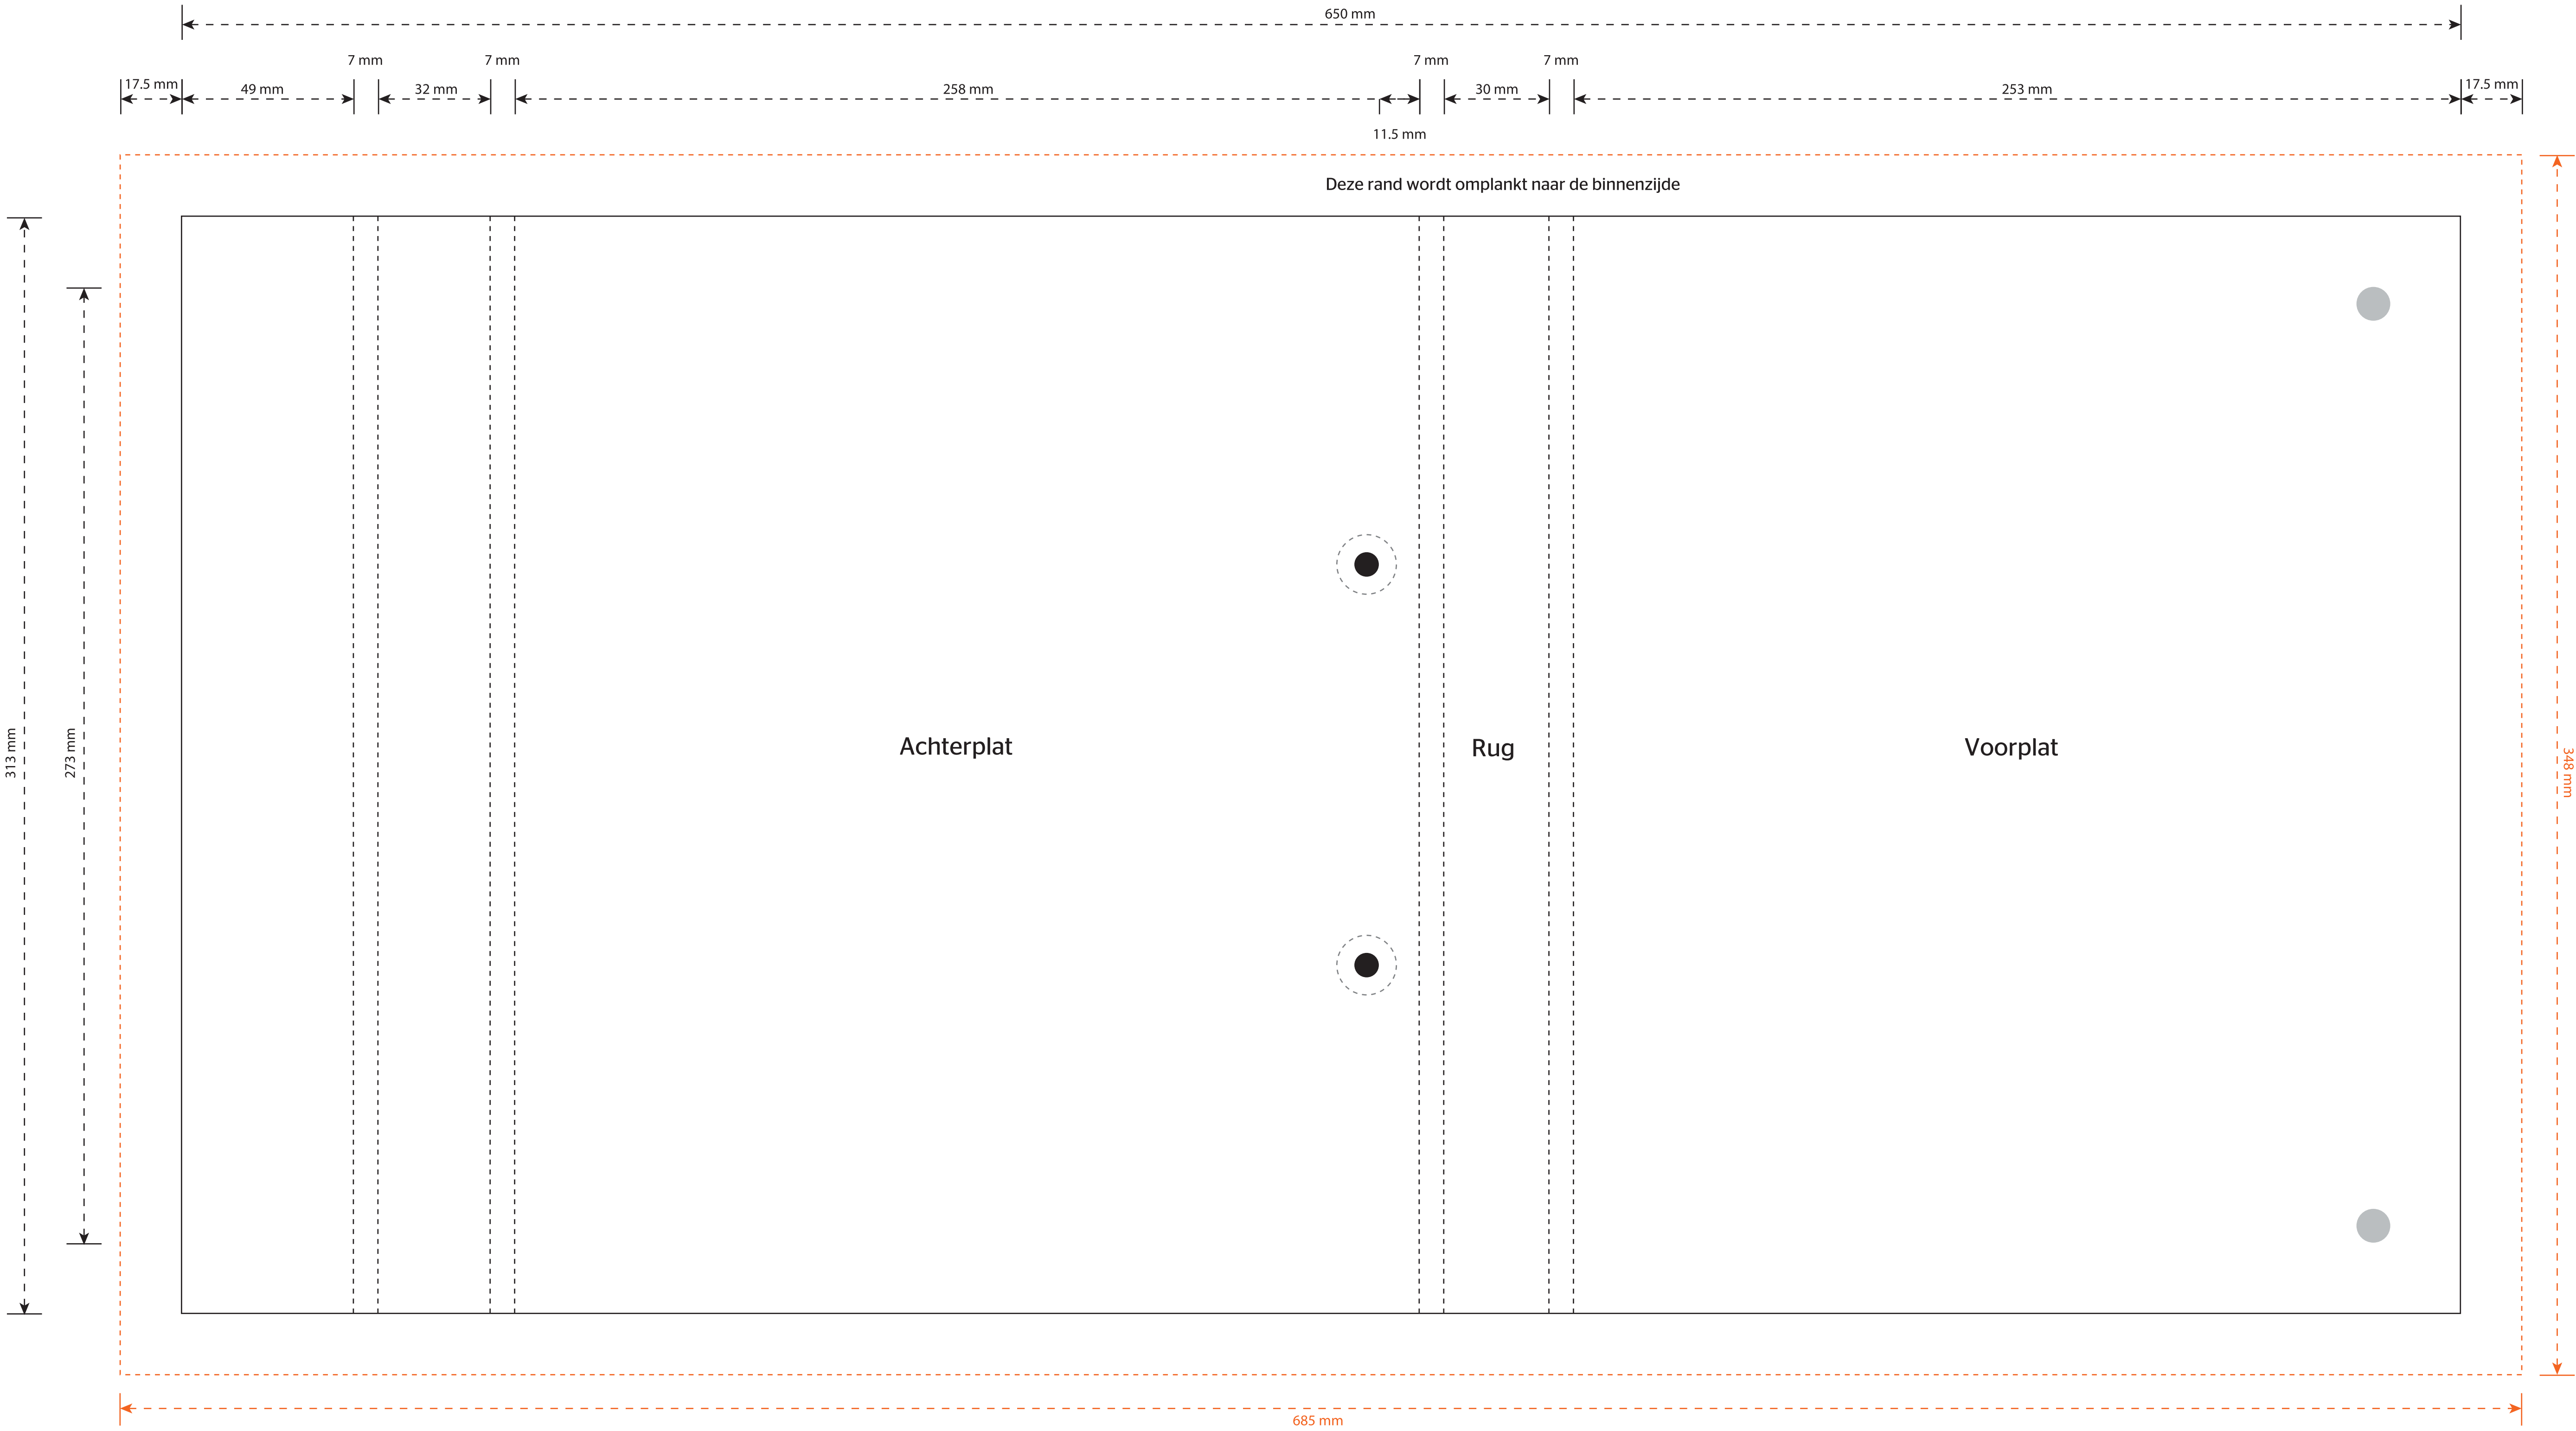 650 mm
7 mm
7 mm
7 mm
7 mm
17.5 mm
49 mm
32 mm
258 mm
30 mm
253 mm
17.5 mm
11.5 mm
Deze rand wordt omplankt naar de binnenzijde
313 mm
273 mm
Achterplat
Rug
Voorplat
348 mm
685 mm